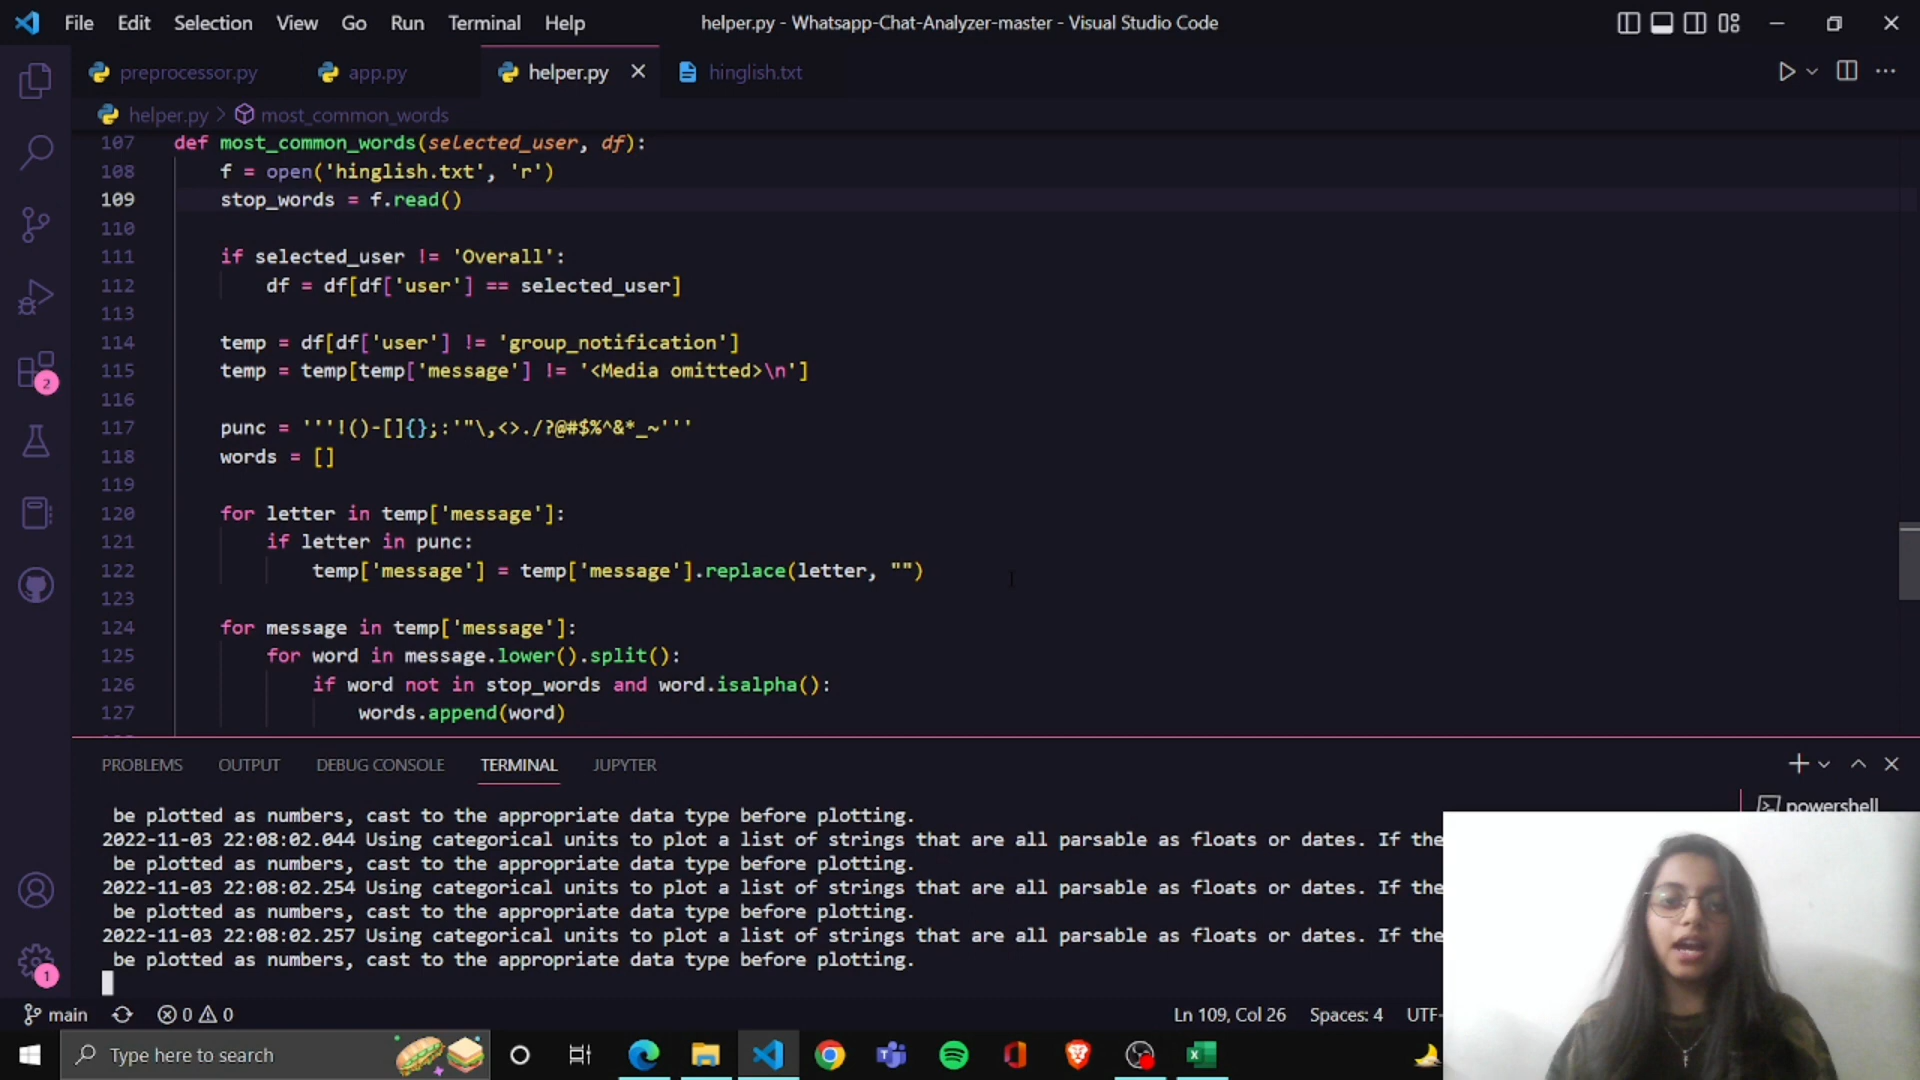 File Edit Selection View Go Run Terminal Help helper.py - Whatsapp-Chat-Analyzer-master - Visual Studio Code
preprocessor.py app.py helper.py hinglish.txt
helper.py > most_common_words
107 def most_common_words(selected_user, df):
108 f = open('hinglish.txt', 'r')
109 stop_words = f.read()
110
111 if selected_user != 'Overall':
112 df = df[df['user'] == selected_user]
113
114 temp = df[df['user'] != 'group_notification']
115 temp = temp[temp['message'] != '<Media omitted>\n']
116
117 punc = '''!()-[]{};:'"\,<>./?@#$%^&*_~'''
118 words = []
119
120 for letter in temp['message']:
121 if letter in punc:
122 temp['message'] = temp['message'].replace(letter, "")
123
124 for message in temp['message']:
125 for word in message.lower().split():
126 if word not in stop_words and word.isalpha():
127 words.append(word)
2
1
PROBLEMS OUTPUT DEBUG CONSOLE TERMINAL JUPYTER
powershell
be plotted as numbers, cast to the appropriate data type before plotting.
2022-11-03 22:08:02.044 Using categorical units to plot a list of strings that are all parsable as floats or dates. If the
be plotted as numbers, cast to the appropriate data type before plotting.
2022-11-03 22:08:02.254 Using categorical units to plot a list of strings that are all parsable as floats or dates. If the
be plotted as numbers, cast to the appropriate data type before plotting.
2022-11-03 22:08:02.257 Using categorical units to plot a list of strings that are all parsable as floats or dates. If the
be plotted as numbers, cast to the appropriate data type before plotting.
main 0 0 Ln 109, Col 26 Spaces: 4 UTF-
Type here to search